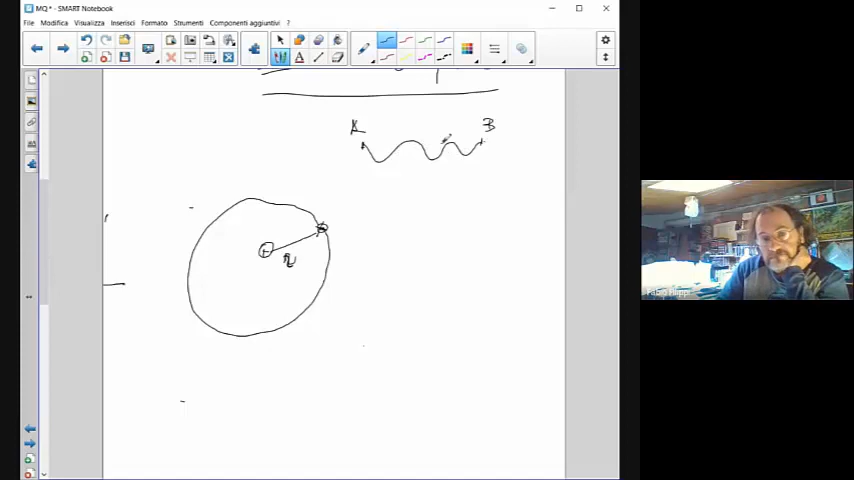 MQ * - SMART Notebook
File Modifica Visualizza Inserisci Formato Strumenti Componenti aggiuntivi ?
A
B
+
r